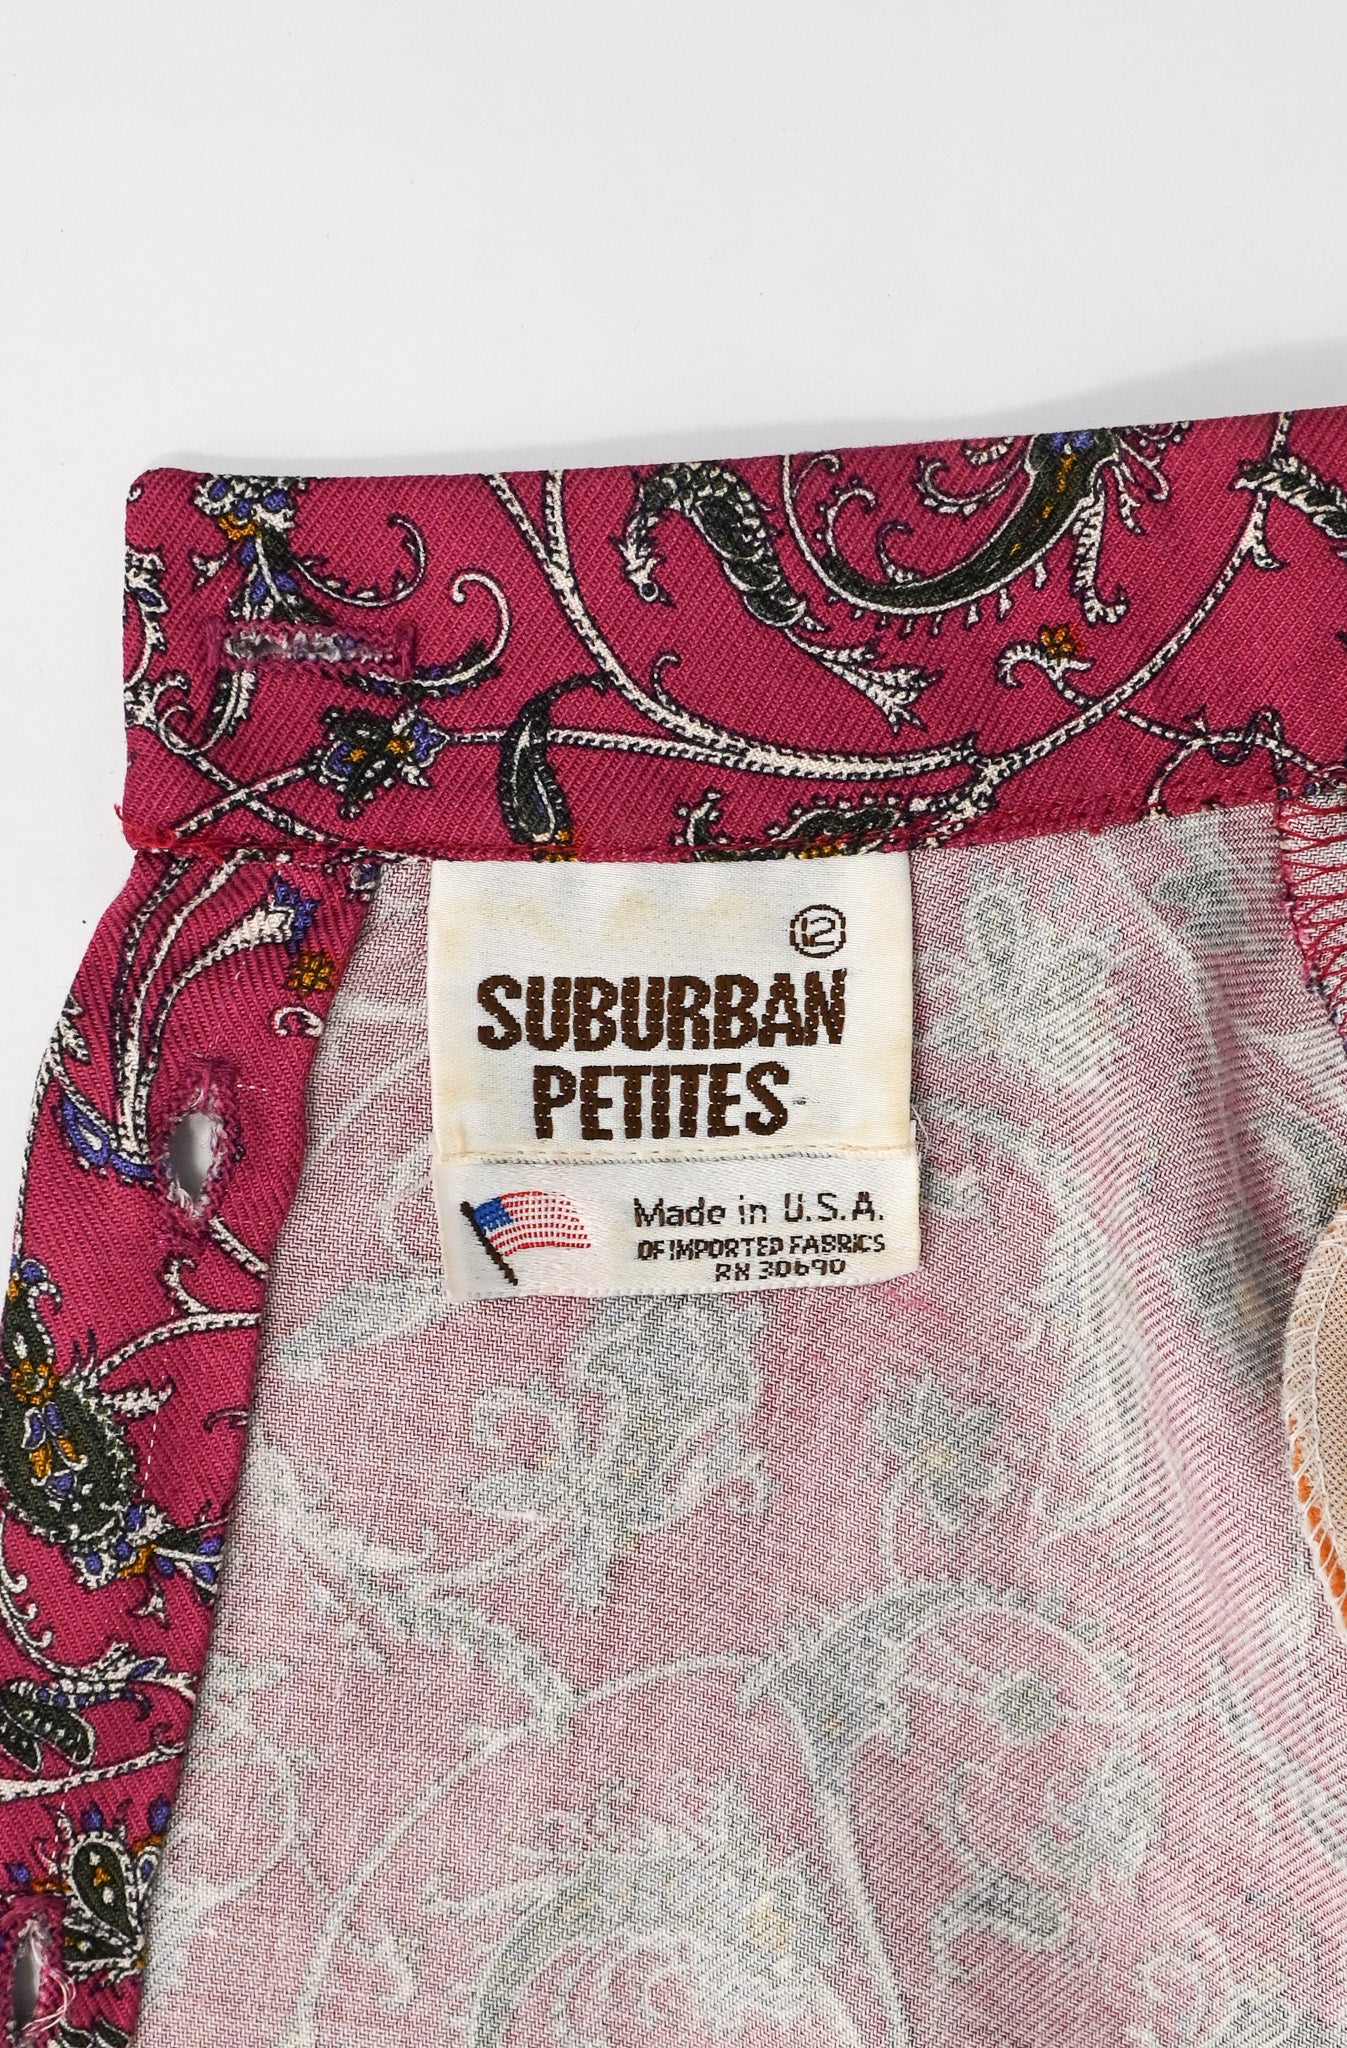 12
SUBURBAN
PETITES
Made in U.S.A.
OF IMPORTED FABRICS
RN 30690